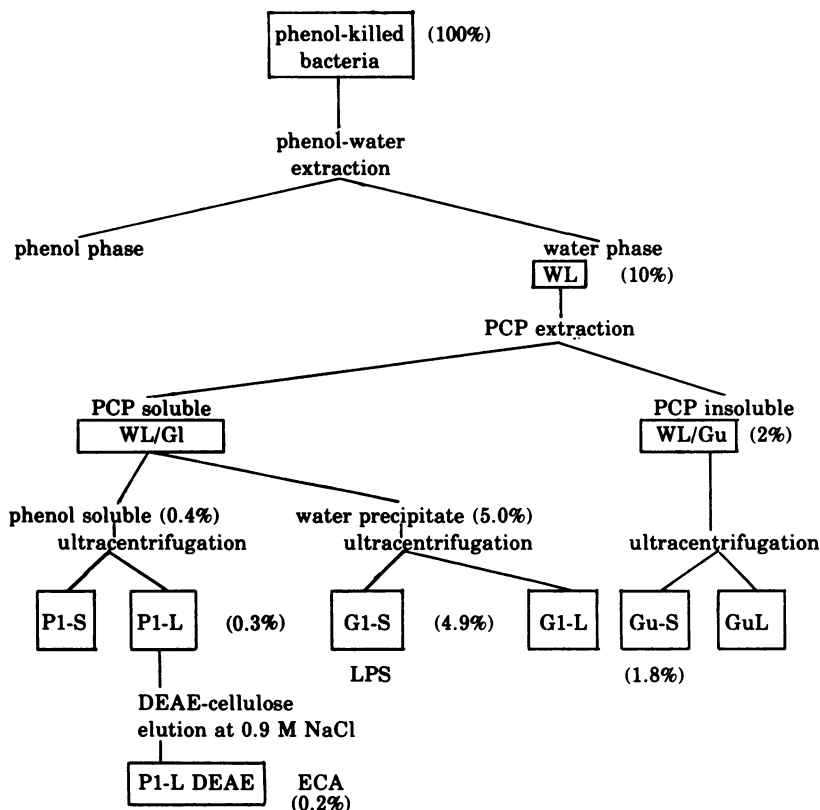 phenol-killed (100%)
bacteria
phenol-water
extraction
phenol phase
water phase
WL (10%)
PCP extraction
PCP soluble
WL/Gl
PCP insoluble
WL/Gu (2%)
phenol soluble (0.4%)
ultracentrifugation
water precipitate (5.0%)
ultracentrifugation
ultracentrifugation
P1-S
P1-L
(0.3%)
G1-S
(4.9%)
G1-L
Gu-S
GuL
LPS
(1.8%)
DEAE-cellulose
elution at 0.9 M NaCl
P1-L DEAE
ECA
(0.2%)